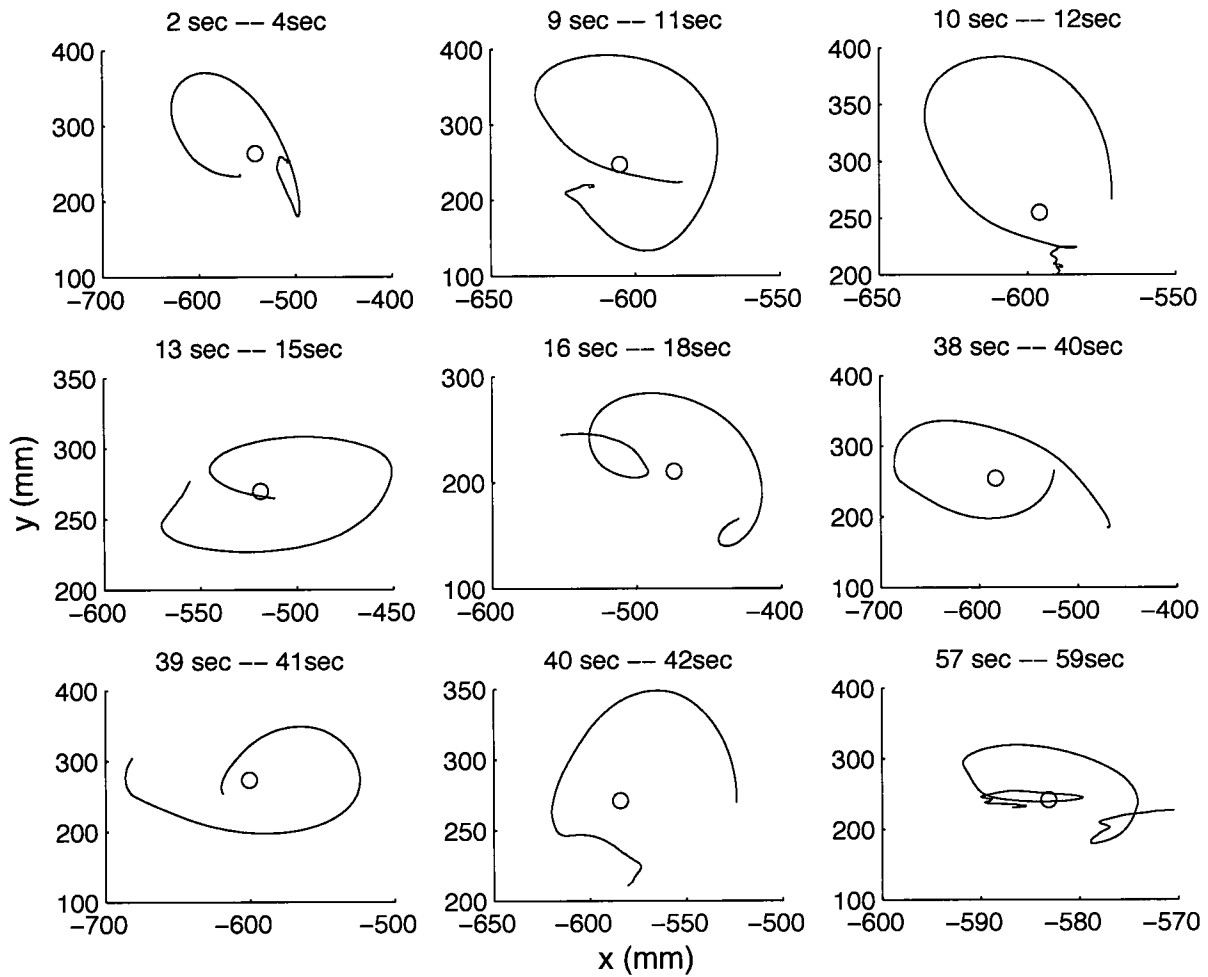 2 sec −− 4sec
9 sec −− 11sec
10 sec −− 12sec
400
300
200
100
−700 −600 −500 −400
400
300
200
100
−650 −600 −550
400
350
300
250
200
−650 −600 −550
13 sec −− 15sec
16 sec −− 18sec
38 sec −− 40sec
350
300
250
200
−600 −550 −500 −450
300
200
100
−600 −500 −400
400
300
200
100
−700 −600 −500 −400
y (mm)
39 sec −− 41sec
40 sec −− 42sec
57 sec −− 59sec
400
300
200
100
−700 −600 −500
350
300
250
200
−650 −600 −550 −500
400
300
200
100
−600 −590 −580 −570
x (mm)